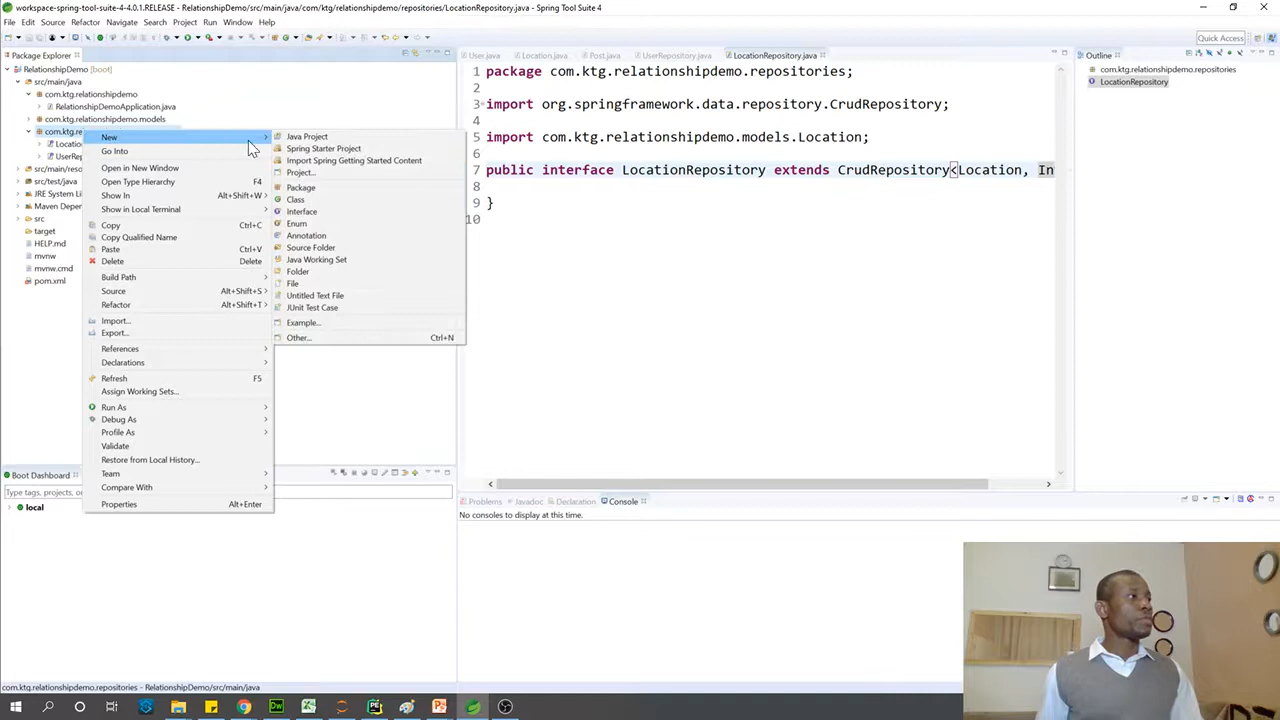 workspace-spring-tool-suite-4-4.0.1.RELEASE - RelationshipDemo/src/main/java/com/ktg/relationshipdemo/repositories/LocationRepository.java - Spring Tool Suite 4
File Edit Source Refactor Navigate Search Project Run Window Help
Quick Access
Package Explorer
RelationshipDemo [boot]
src/main/java
com.ktg.relationshipdemo
RelationshipDemoApplication.java
com.ktg.relationshipdemo.models
com.ktg.re
Locatio
UserRep
src/main/reso
src/test/java
JRE System Li
Maven Depen
src
target
HELP.md
mvnw
mvnw.cmd
pom.xml
New
Go Into
Open in New Window
Open Type Hierarchy F4
Show In Alt+Shift+W
Show in Local Terminal
Copy Ctrl+C
Copy Qualified Name
Paste Ctrl+V
Delete Delete
Build Path
Source Alt+Shift+S
Refactor Alt+Shift+T
Import...
Export...
References
Declarations
Refresh F5
Assign Working Sets...
Run As
Debug As
Profile As
Validate
Restore from Local History...
Team
Compare With
Properties Alt+Enter
Java Project
Spring Starter Project
Import Spring Getting Started Content
Project...
Package
Class
Interface
Enum
Annotation
Source Folder
Java Working Set
Folder
File
Untitled Text File
JUnit Test Case
Example...
Other... Ctrl+N
User.java Location.java Post.java UserRepository.java LocationRepository.java
1 package com.ktg.relationshipdemo.repositories;
2
3 import org.springframework.data.repository.CrudRepository;
4
5 import com.ktg.relationshipdemo.models.Location;
6
7 public interface LocationRepository extends CrudRepository<Location, In
8
9 }
10
Outline
com.ktg.relationshipdemo.repositories
LocationRepository
Boot Dashboard
Type tags, projects, o
local
Problems Javadoc Declaration Console
No consoles to display at this time.
com.ktg.relationshipdemo.repositories - RelationshipDemo/src/main/java